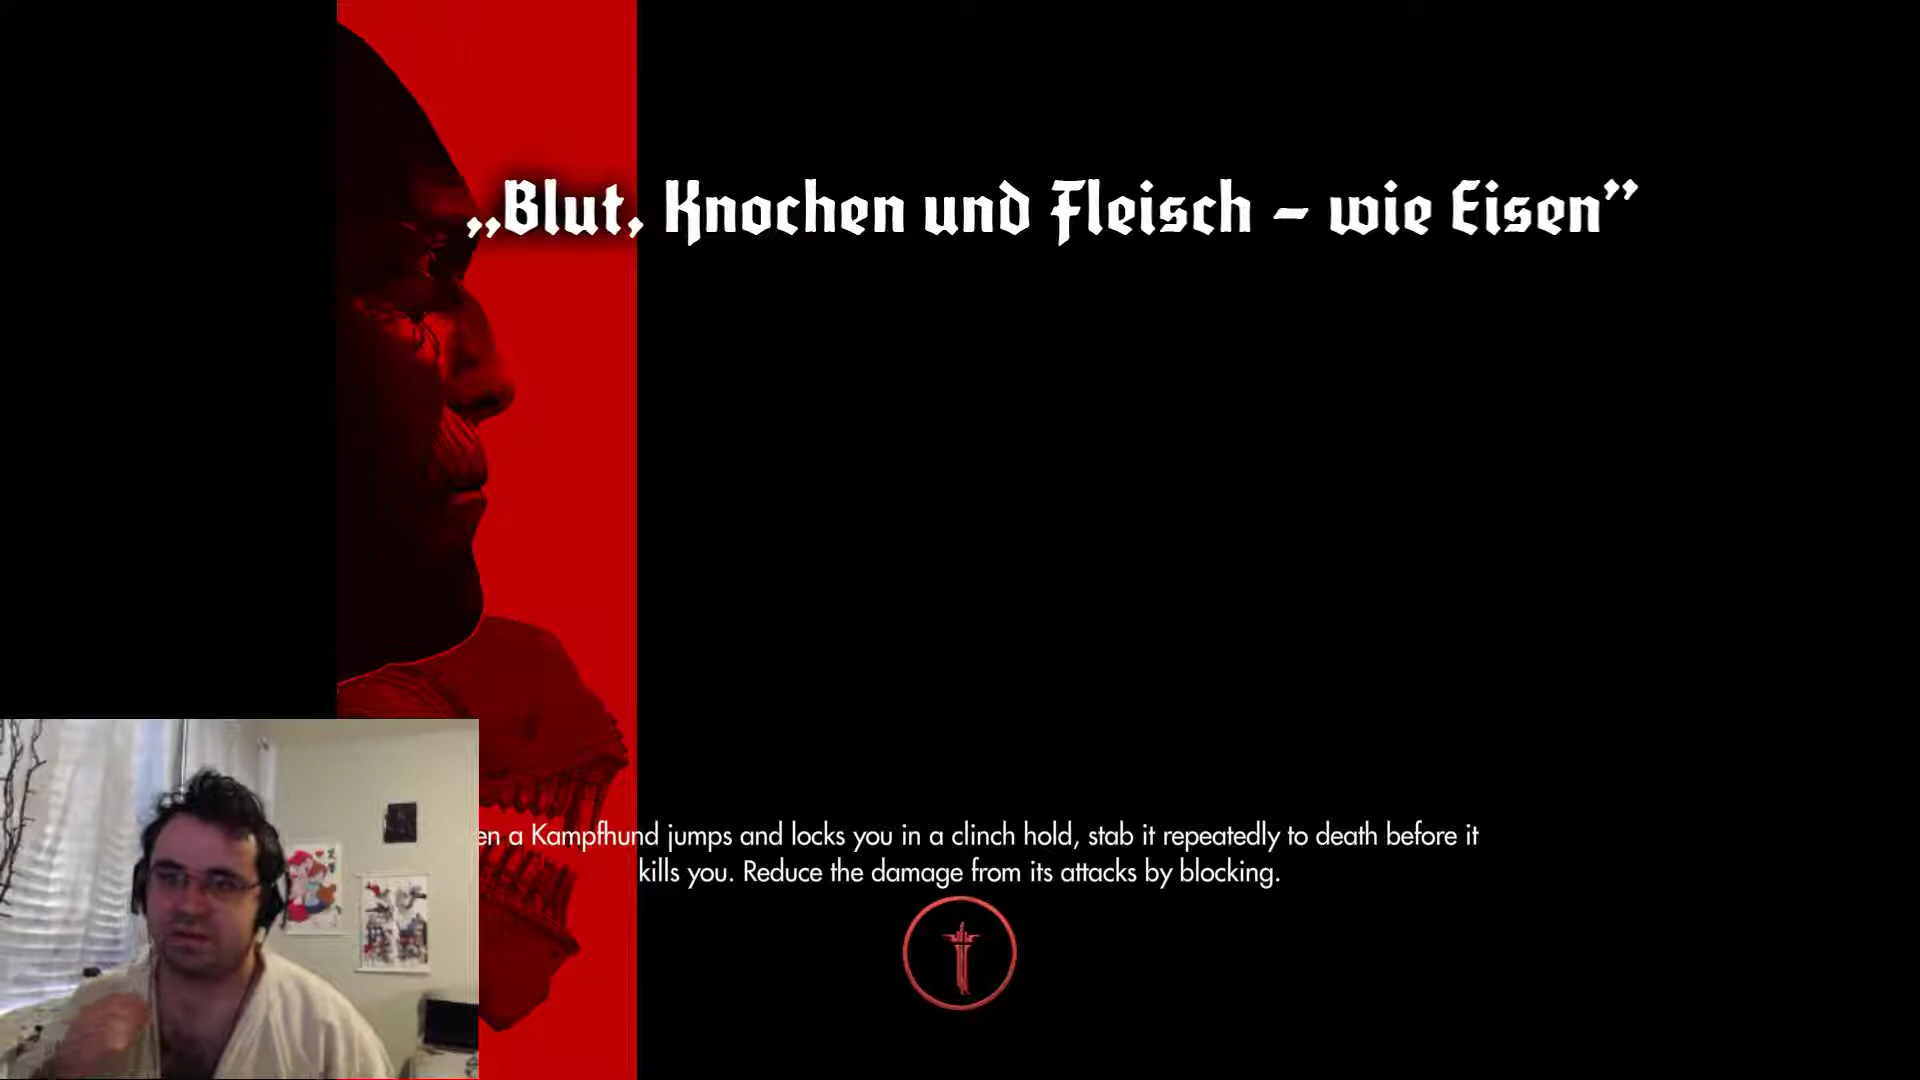 „Blut, Knochen und Fleisch – wie Eisen”
en a Kampfhund jumps and locks you in a clinch hold, stab it repeatedly to death before it
kills you. Reduce the damage from its attacks by blocking.